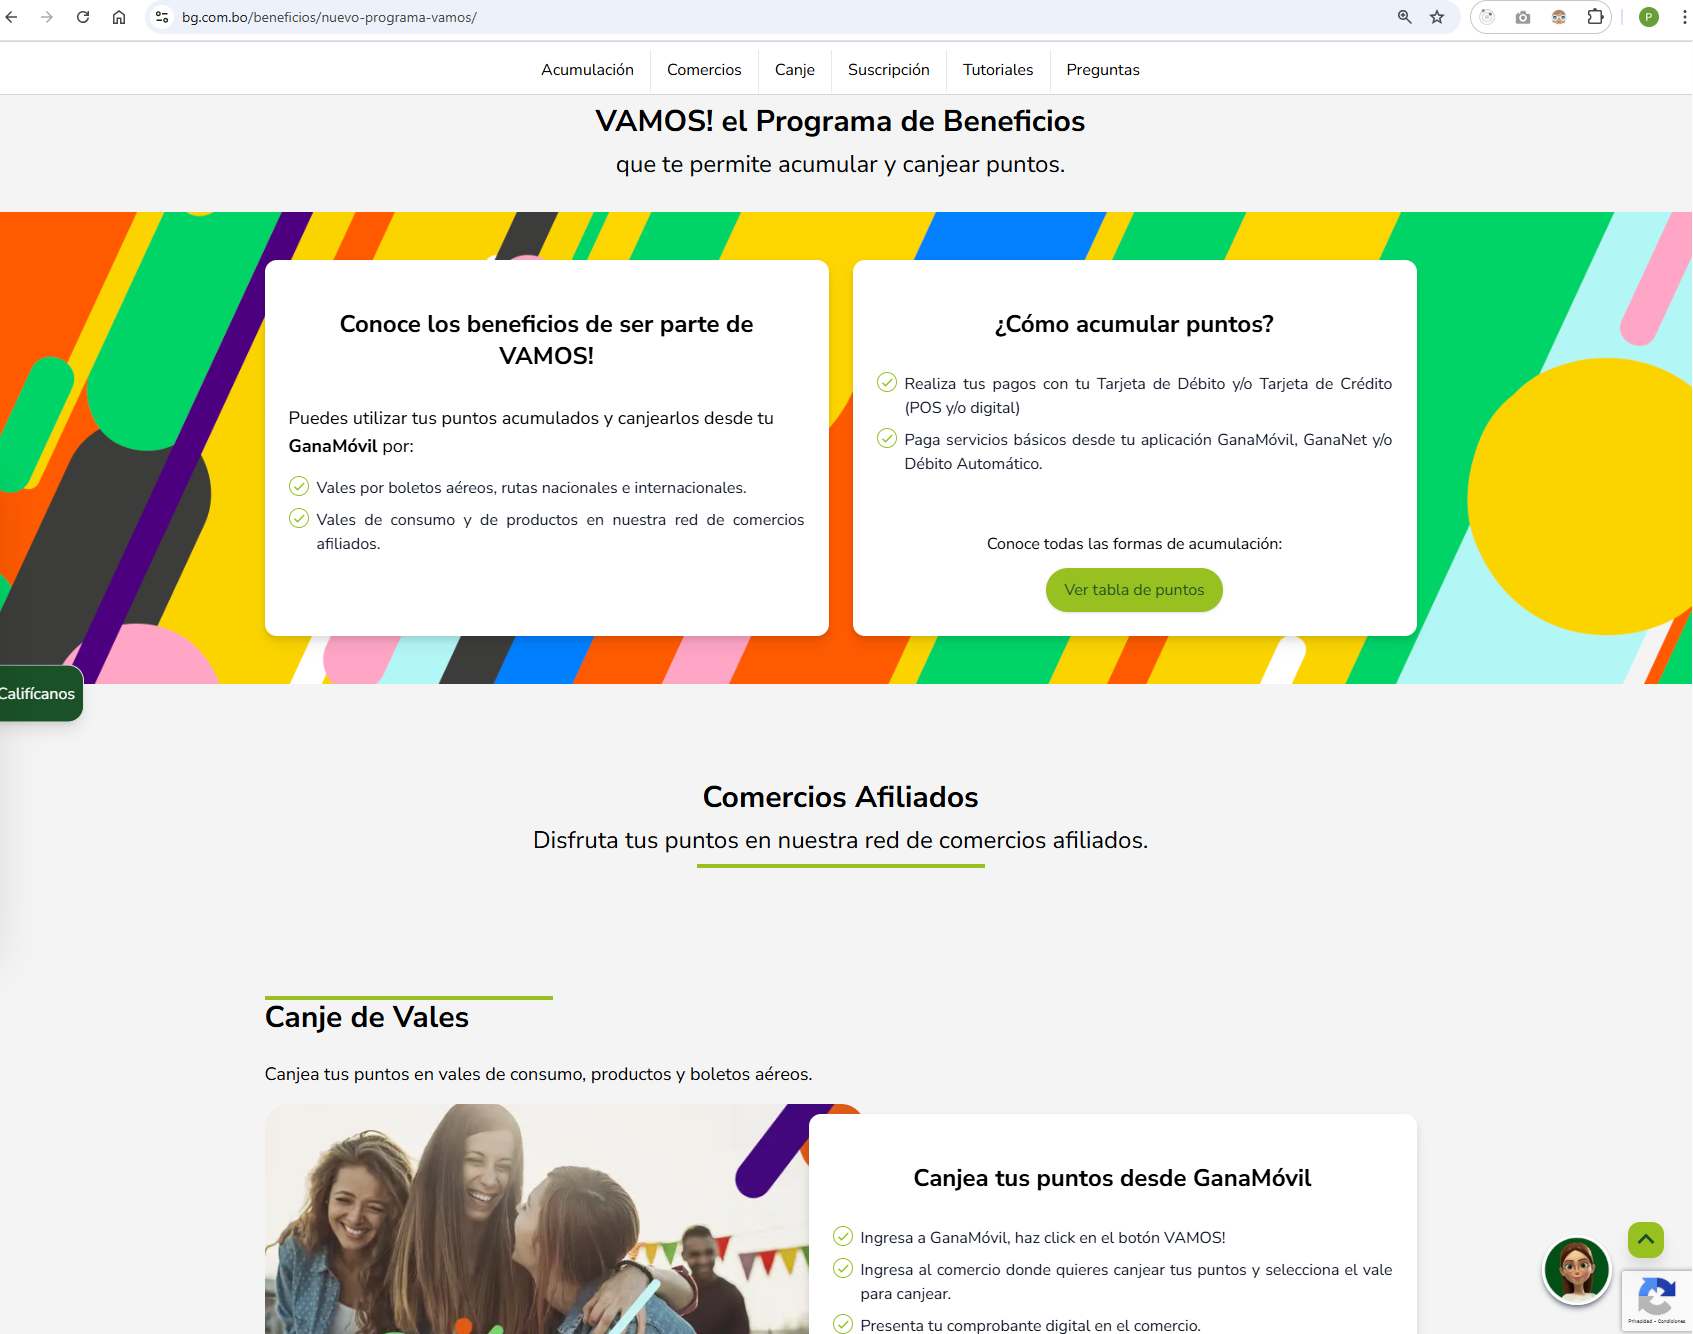 bg.com.bo/beneficios/nuevo-programa-vamos/
P
Acumulación
Comercios
Canje
Suscripción
Tutoriales
Preguntas
VAMOS! el Programa de Beneficios
que te permite acumular y canjear puntos.
Conoce los beneficios de ser parte de
VAMOS!
Puedes utilizar tus puntos acumulados y canjearlos desde tu
GanaMóvil por:
Vales por boletos aéreos, rutas nacionales e internacionales.
Vales de consumo y de productos en nuestra red de comercios
afiliados.
¿Cómo acumular puntos?
Realiza tus pagos con tu Tarjeta de Débito y/o Tarjeta de Crédito
(POS y/o digital)
Paga servicios básicos desde tu aplicación GanaMóvil, GanaNet y/o
Débito Automático.
Conoce todas las formas de acumulación:
Ver tabla de puntos
Califícanos
Comercios Afiliados
Disfruta tus puntos en nuestra red de comercios afiliados.
Canje de Vales
Canjea tus puntos en vales de consumo, productos y boletos aéreos.
Canjea tus puntos desde GanaMóvil
Ingresa a GanaMóvil, haz click en el botón VAMOS!
Ingresa al comercio donde quieres canjear tus puntos y selecciona el vale
para canjear.
Presenta tu comprobante digital en el comercio.
Privacidad - Condiciones